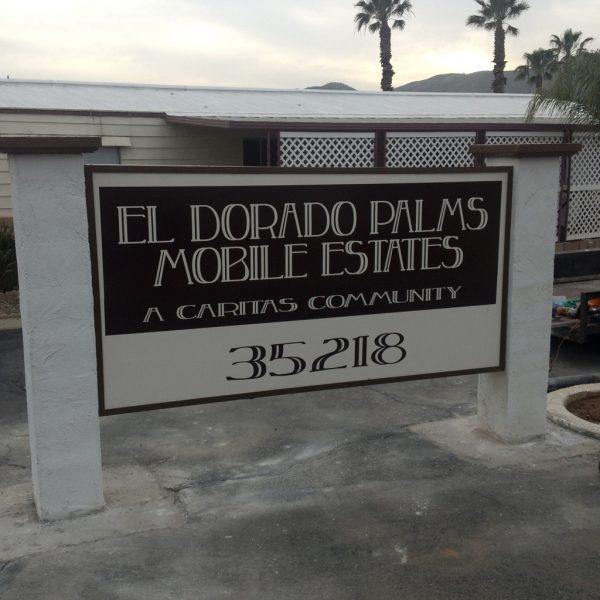 EL DORADO PALMS
MOBILE ESTATES
A CARITAS COMMUNITY
35218